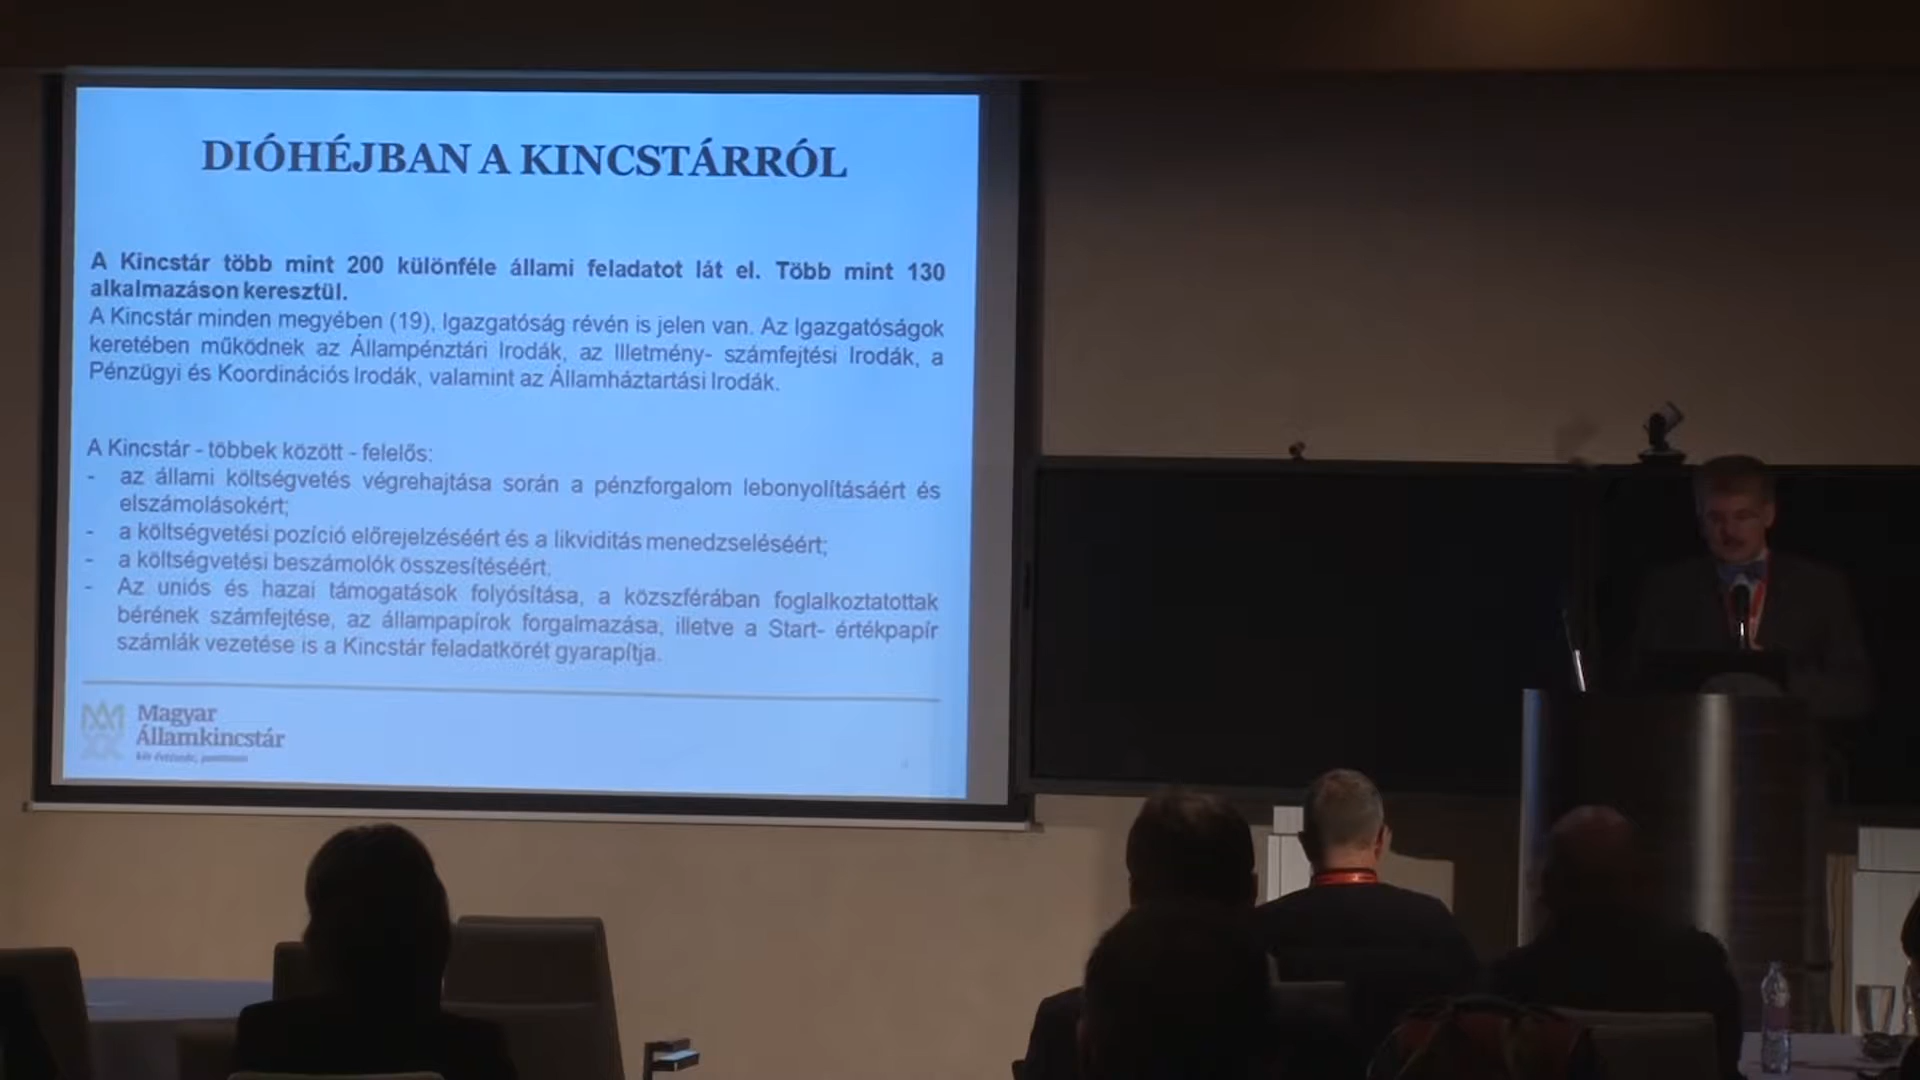 DIÓHÉJBAN A KINCSTÁRRÓL
A Kincstár több mint 200 különféle állami feladatot lát el. Több mint 130
alkalmazáson keresztül.
A Kincstár minden megyében (19), Igazgatóság révén is jelen van. Az Igazgatóságok
keretében működnek az Állampénztári Irodák, az Illetmény- számfejtési Irodák, a
Pénzügyi és Koordinációs Irodák, valamint az Államháztartási Irodák.
A Kincstár - többek között - felelős:
- az állami költségvetés végrehajtása során a pénzforgalom lebonyolításáért és
elszámolásokért;
- a költségvetési pozíció előrejelzéséért és a likviditás menedzseléséért;
- a költségvetési beszámolók összesítéséért.
- Az uniós és hazai támogatások folyósítása, a közszférában foglalkoztatottak
bérének számfejtése, az állampapírok forgalmazása, illetve a Start- értékpapír
számlák vezetése is a Kincstár feladatkörét gyarapítja.
Magyar
Államkincstár